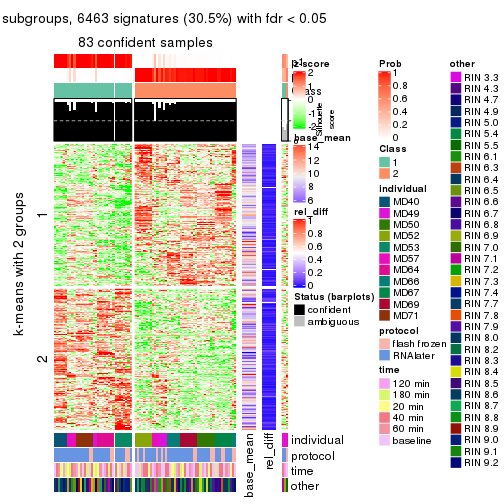 subgroups, 6463 signatures (30.5%) with fdr < 0.05
83 confident samples
k-means with 2 groups
1
2
base_mean
rel_diff
individual
protocol
time
other
z-score
2
1
0
-1
-2
Silhouette
score
base_mean
14
12
10
8
6
rel_diff
1
0.8
0.6
0.4
0.2
0
Status (barplots)
confident
ambiguous
Prob
1
0.8
0.6
0.4
0.2
0
Class
1
2
individual
MD40
MD49
MD50
MD52
MD53
MD57
MD64
MD66
MD67
MD69
MD71
protocol
flash frozen
RNAlater
time
120 min
180 min
20 min
40 min
60 min
baseline
other
RIN 3.3
RIN 4.3
RIN 4.7
RIN 4.9
RIN 5.0
RIN 5.4
RIN 5.5
RIN 6.1
RIN 6.3
RIN 6.4
RIN 6.5
RIN 6.6
RIN 6.7
RIN 6.8
RIN 6.9
RIN 7.0
RIN 7.1
RIN 7.2
RIN 7.3
RIN 7.4
RIN 7.7
RIN 7.8
RIN 7.9
RIN 8.0
RIN 8.2
RIN 8.3
RIN 8.4
RIN 8.5
RIN 8.6
RIN 8.7
RIN 8.8
RIN 8.9
RIN 9.0
RIN 9.1
RIN 9.2